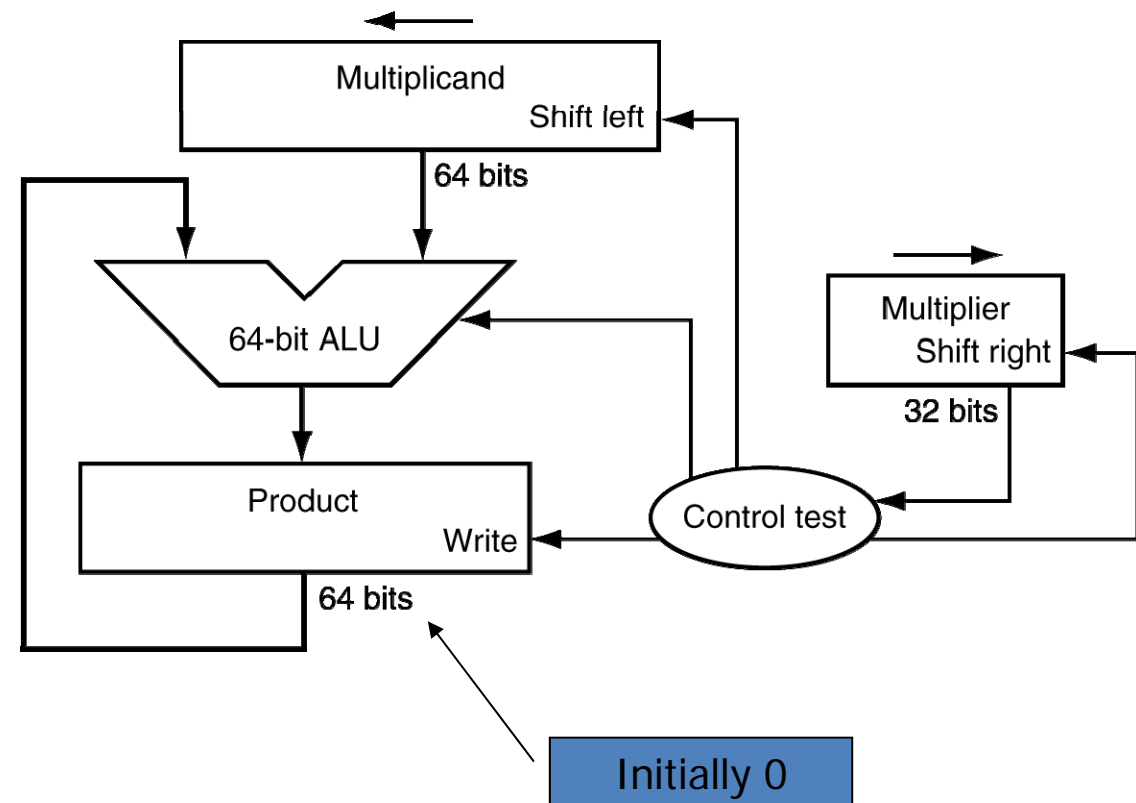 Multiplicand
Shift left
64 bits
64-bit ALU
Multiplier
Shift right
32 bits
Product
Write
Control test
64 bits
Initially 0